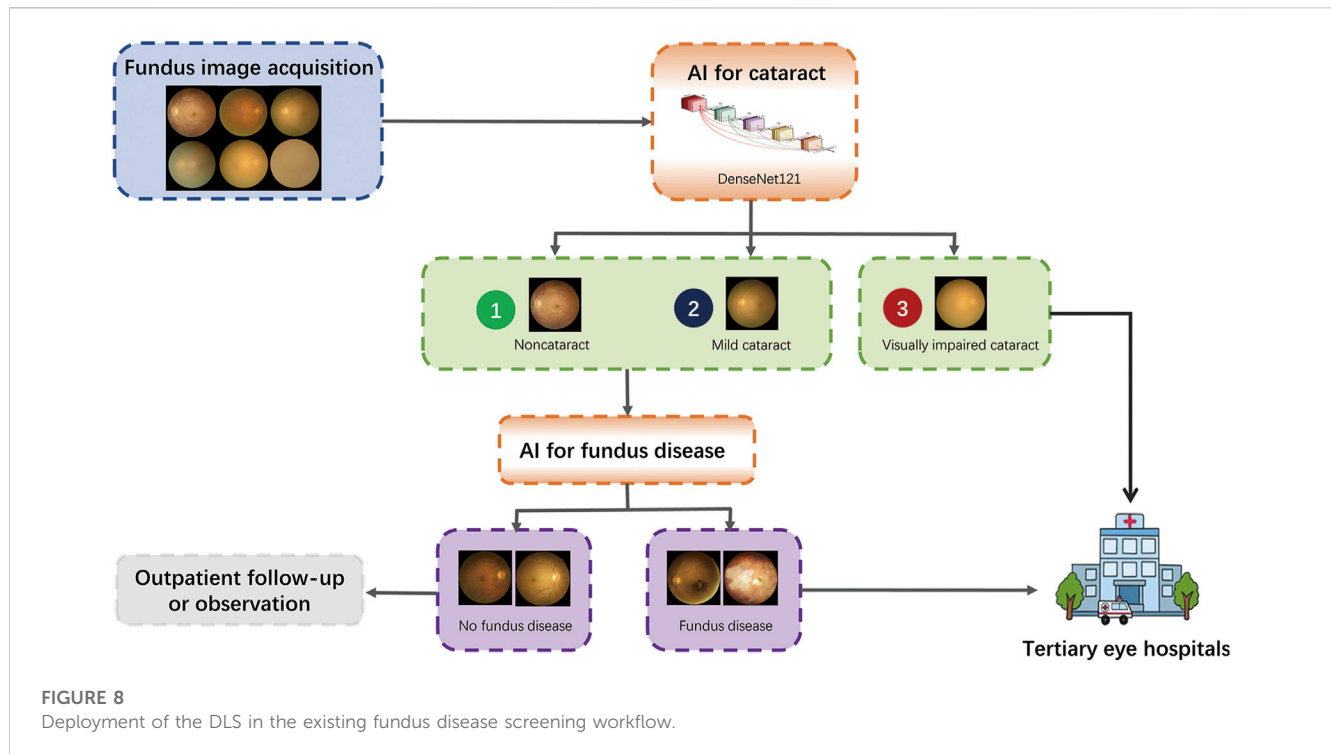 Fundus image acquisition
AI for cataract
DenseNet121
1
Noncataract
2
Mild cataract
3
Visually impaired cataract
AI for fundus disease
No fundus disease
Fundus disease
Outpatient follow-up
or observation
Tertiary eye hospitals
FIGURE 8
Deployment of the DLS in the existing fundus disease screening workflow.